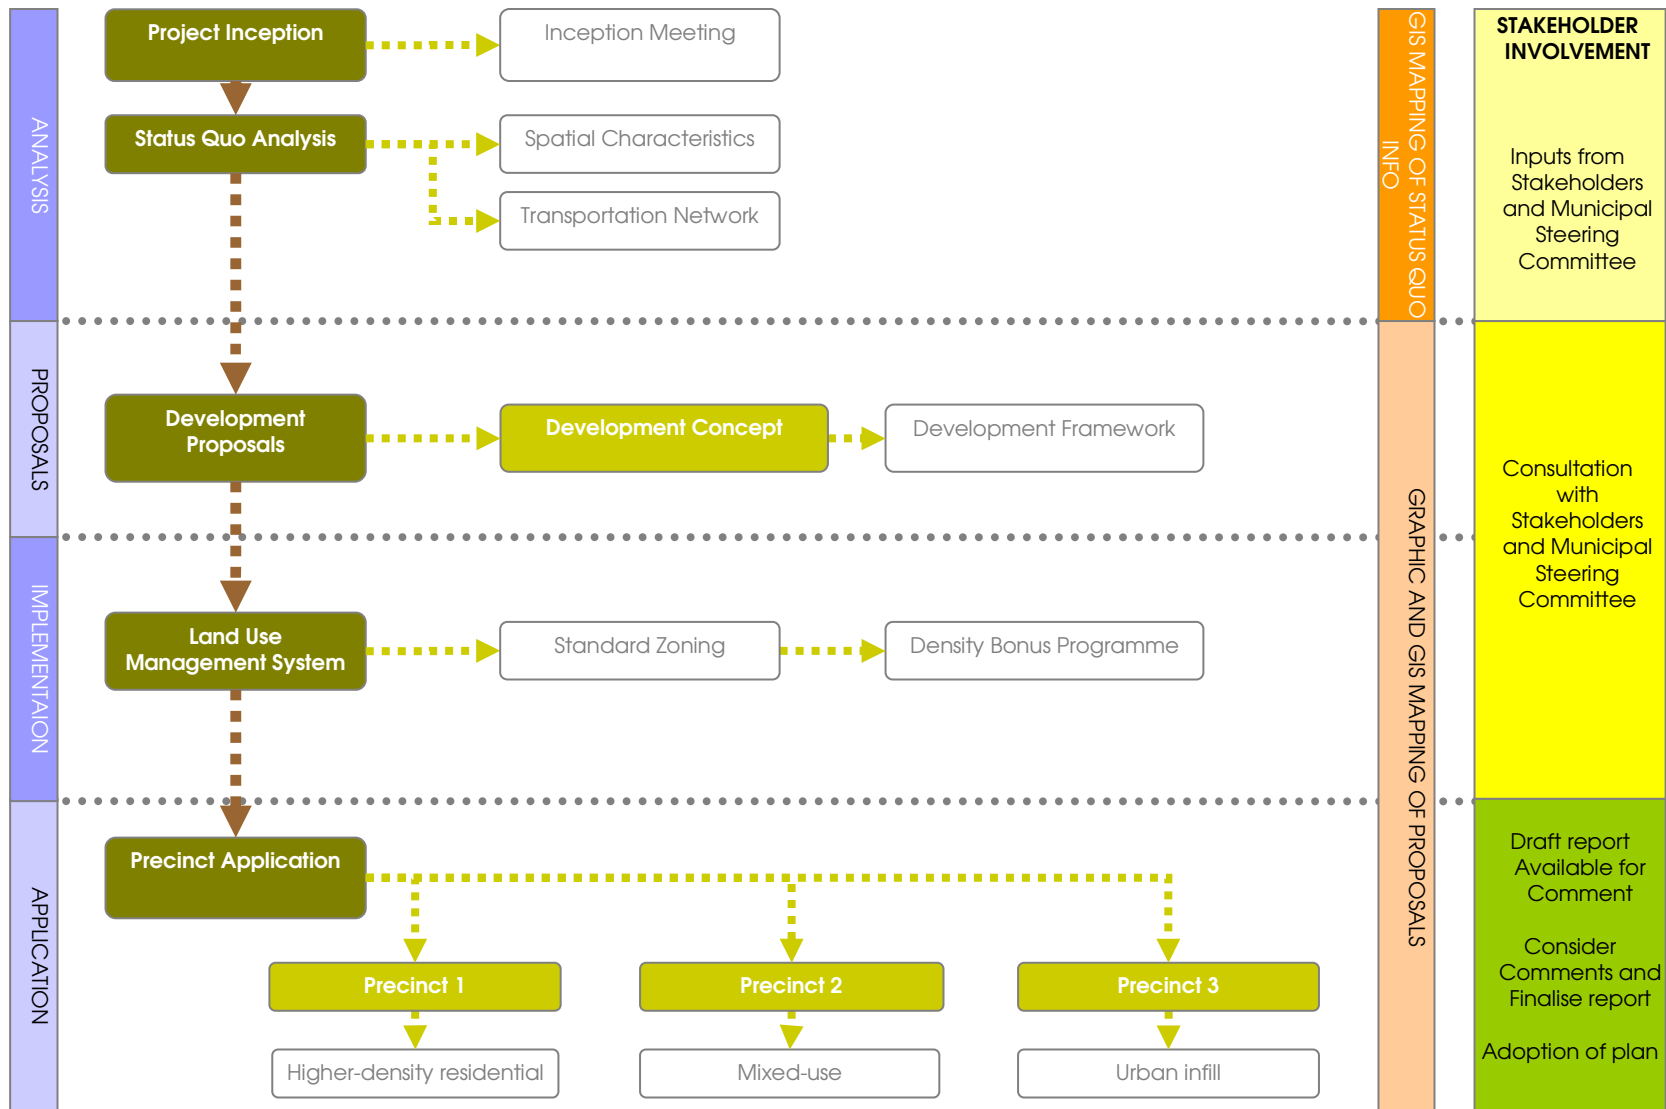 ANALYSIS
Project Inception
Inception Meeting
Status Quo Analysis
Spatial Characteristics
Transportation Network
PROPOSALS
Development
Proposals
Development Concept
Development Framework
IMPLEMENTAION
Land Use
Management System
Standard Zoning
Density Bonus Programme
APPLICATION
Precinct Application
Precinct 1
Precinct 2
Precinct 3
Higher-density residential
Mixed-use
Urban infill
GIS MAPPING OF STATUS QUO
INFO
GRAPHIC AND GIS MAPPING OF PROPOSALS
STAKEHOLDER
INVOLVEMENT
Inputs from
Stakeholders
and Municipal
Steering
Committee
Consultation
with
Stakeholders
and Municipal
Steering
Committee
Draft report
Available for
Comment
Consider
Comments and
Finalise report
Adoption of plan